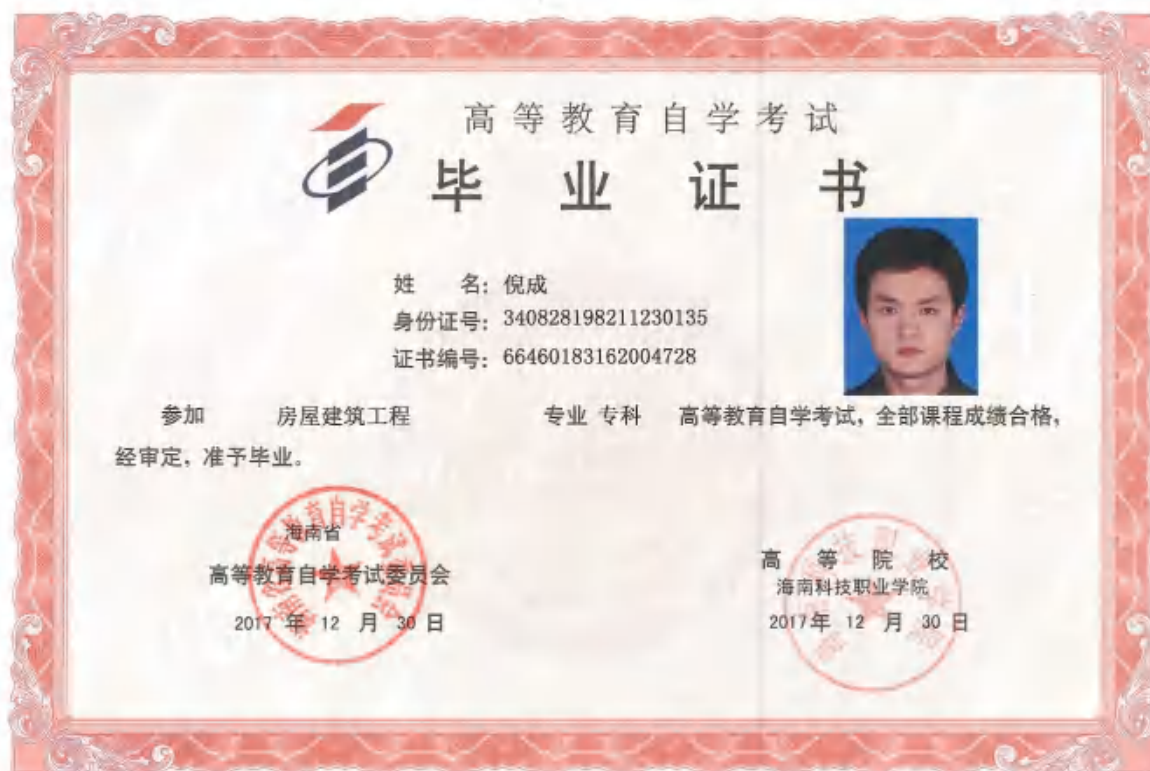 高等教育自学考试
毕业证书
姓 名：倪成
身份证号：340828198211230135
证书编号：66460183162004728
参加 房屋建筑工程 专业 专科 高等教育自学考试，全部课程成绩合格，
经审定，准予毕业。
海南省
高等教育自学考试委员会
2017 年 12 月 30 日
高 等 院 校
海南科技职业学院
2017年 12 月 30 日